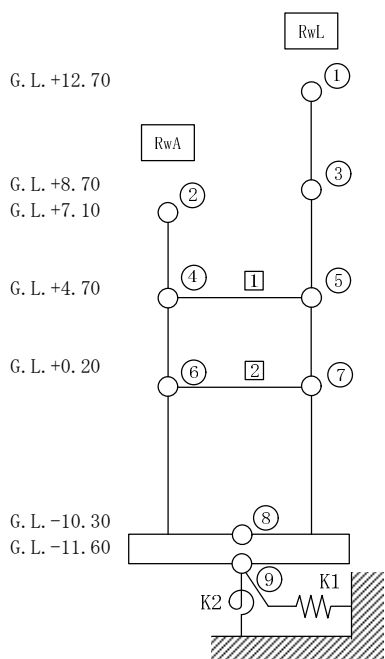 RwL
G.L.+12.70
①
RwA
G.L.+8.70
③
G.L.+7.10
②
G.L.+4.70
④
1
⑤
G.L.+0.20
⑥
2
⑦
G.L.-10.30
⑧
G.L.-11.60
⑨
K1
K2